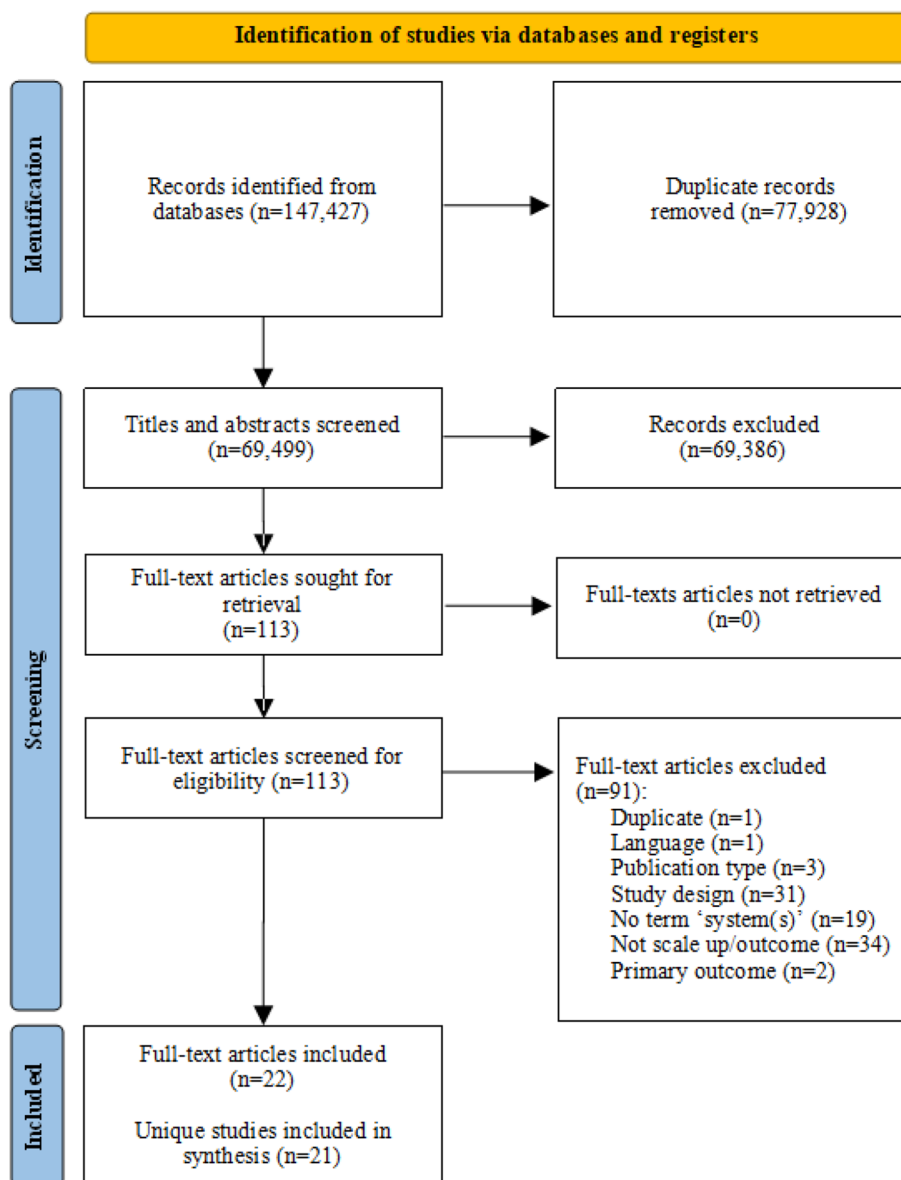 Identification of studies via databases and registers
Identification
Records identified from
databases (n=147,427)
Duplicate records
removed (n=77,928)
Screening
Titles and abstracts screened
(n=69,499)
Records excluded
(n=69,386)
Full-text articles sought for
retrieval
(n=113)
Full-texts articles not retrieved
(n=0)
Full-text articles screened for
eligibility (n=113)
Full-text articles excluded
(n=91):
Duplicate (n=1)
Language (n=1)
Publication type (n=3)
Study design (n=31)
No term ‘system(s)’ (n=19)
Not scale up/outcome (n=34)
Primary outcome (n=2)
Included
Full-text articles included
(n=22)
Unique studies included in
synthesis (n=21)